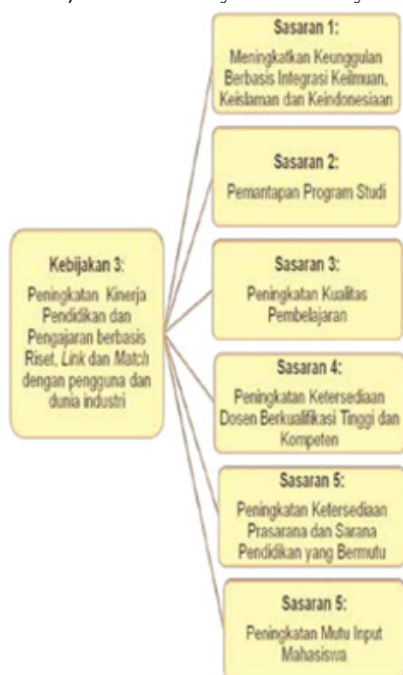 Kebijakan 3:
Peningkatan Kinerja
Pendidikan dan
Pengajaran berbasis
Riset, Link dan Match
dengan pengguna dan
dunia industri
Sasaran 1:
Meningkatkan Keunggulan
Berbasis Integrasi Keilmuan,
Keislaman dan Keindonesiaan
Sasaran 2:
Pemantapan Program Studi
Sasaran 3:
Peningkatan Kualitas
Pembelajaran
Sasaran 4:
Peningkatan Ketersediaan
Dosen Berkualifikasi Tinggi dan
Kompeten
Sasaran 5:
Peningkatan Ketersediaan
Prasarana dan Sarana
Pendidikan yang Bermutu
Sasaran 5:
Peningkatan Mutu Input
Mahasiswa